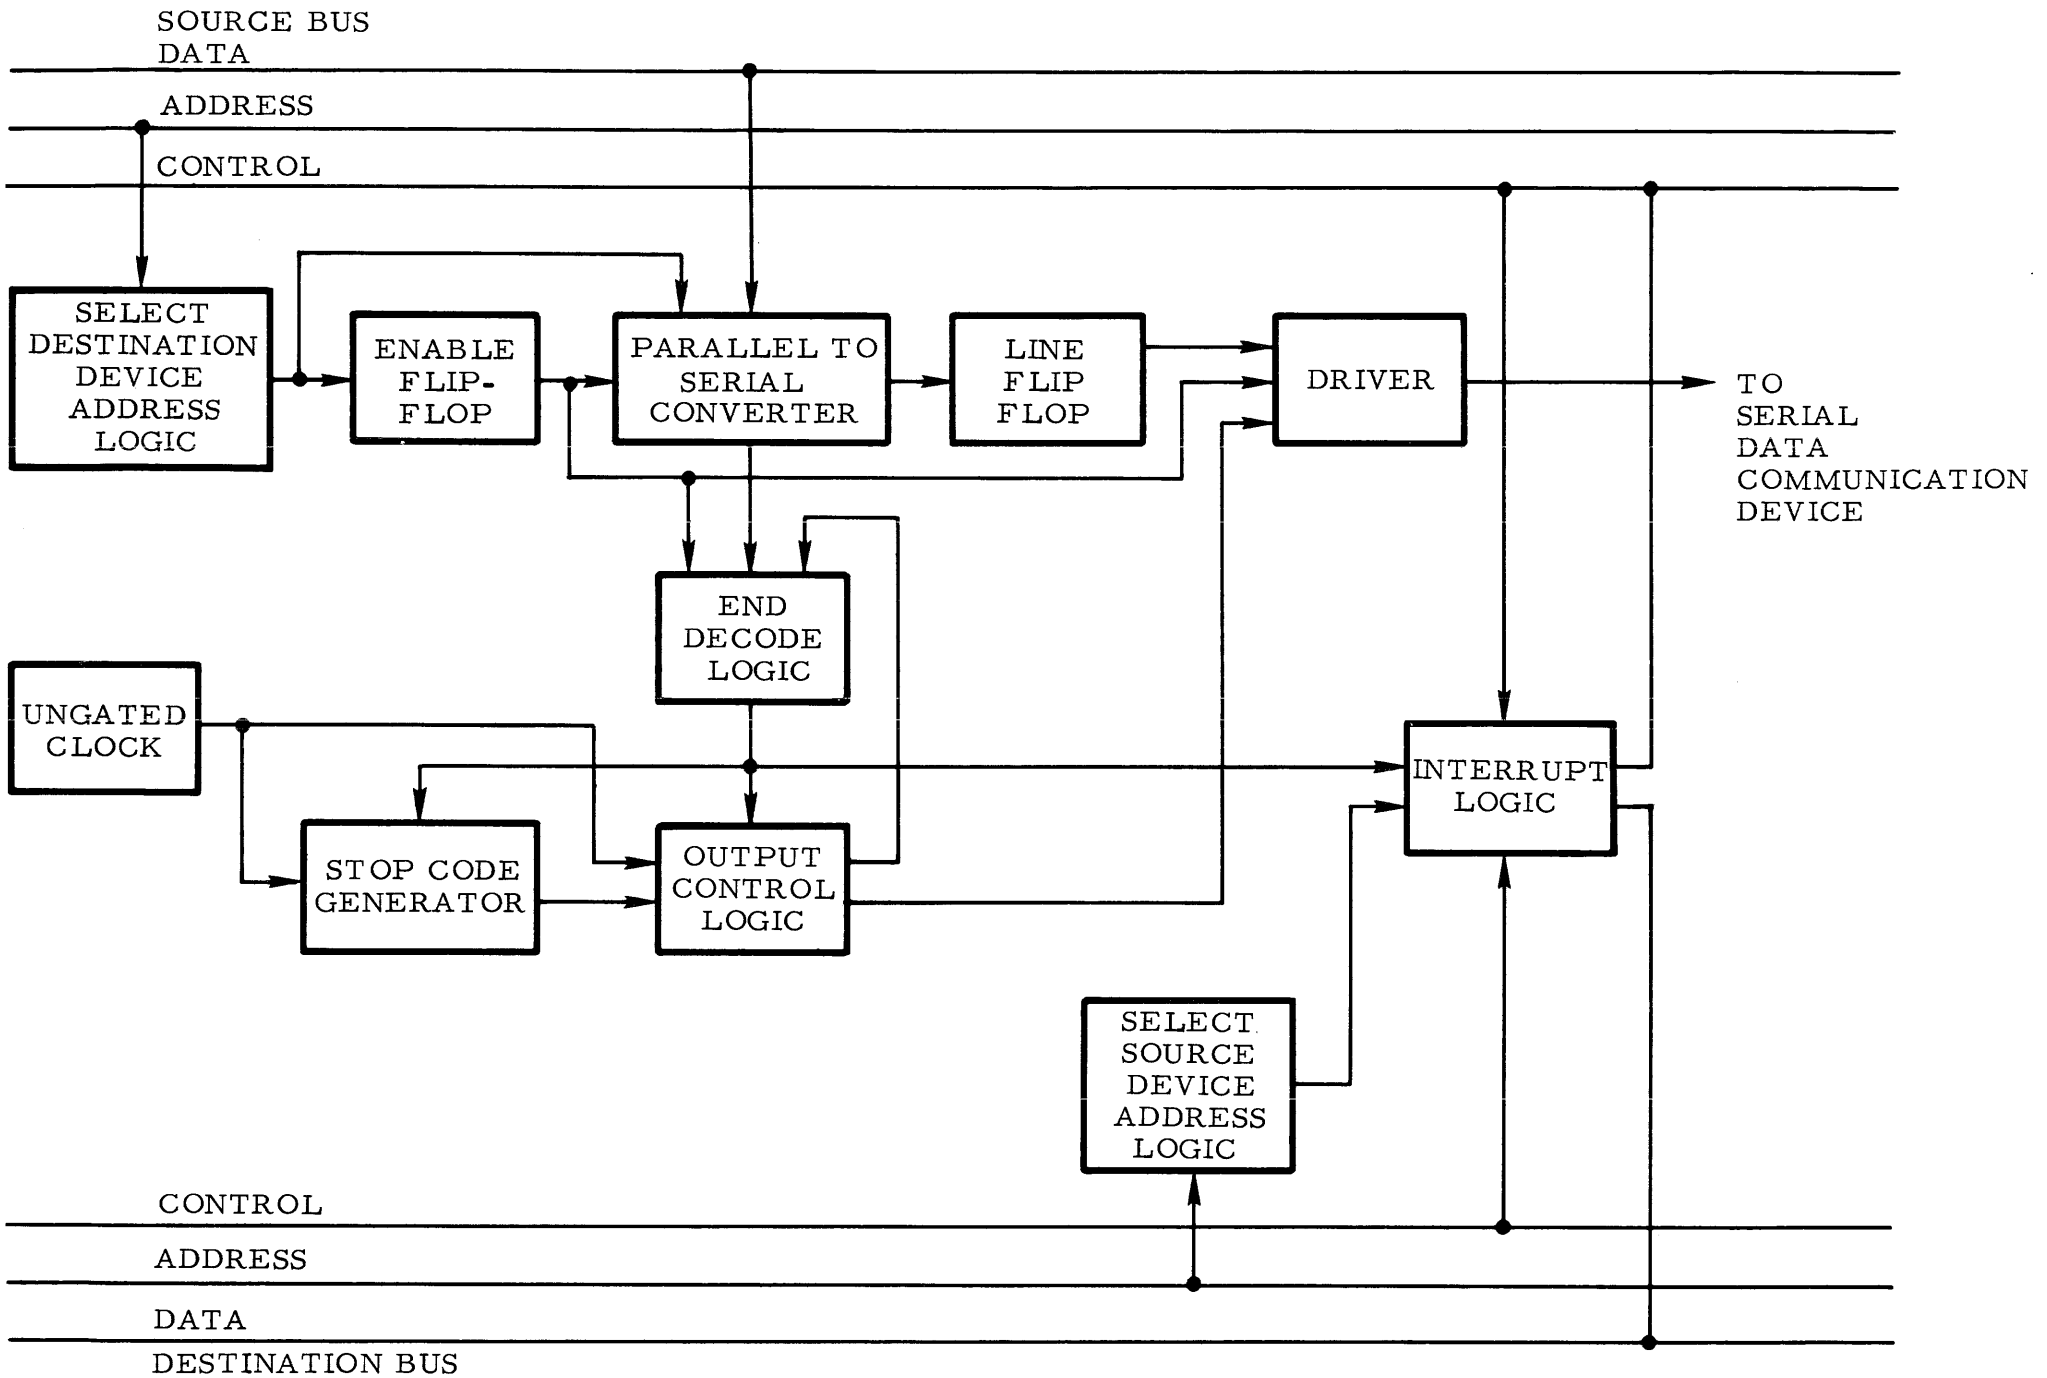 SOURCE BUS
DATA
ADDRESS
CONTROL
SELECT
DESTINATION
DEVICE
ADDRESS
LOGIC
ENABLE
FLIP-
FLOP
PARALLEL TO
SERIAL
CONVERTER
LINE
FLIP
FLOP
DRIVER
TO
SERIAL
DATA
COMMUNICATION
DEVICE
END
DECODE
LOGIC
UNGATED
CLOCK
INTERRUPT
LOGIC
STOP CODE
GENERATOR
OUTPUT
CONTROL
LOGIC
SELECT
SOURCE
DEVICE
ADDRESS
LOGIC
CONTROL
ADDRESS
DATA
DESTINATION BUS